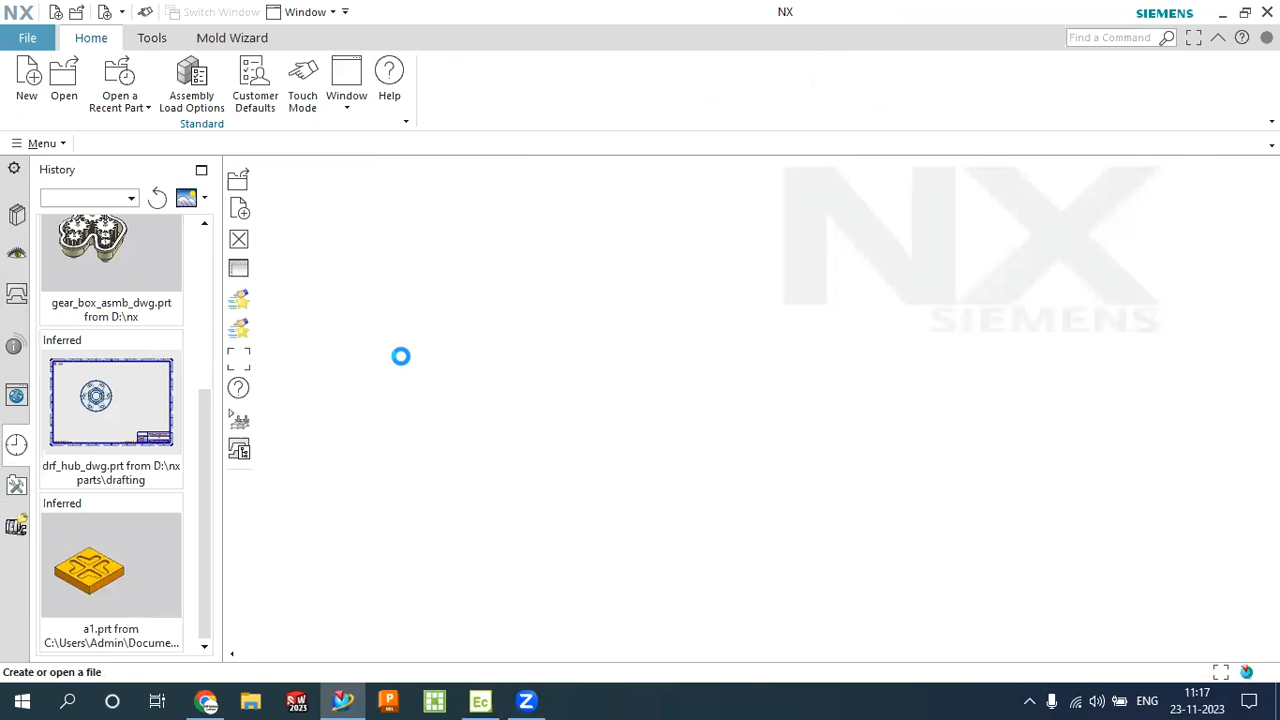 NX Switch Window Window NX SIEMENS
File Home Tools Mold Wizard Find a Command
New Open Open a Recent Part Assembly Load Options Customer Defaults Touch Mode Window Help
Standard
Menu
History
NX
SIEMENS
gear_box_asmb_dwg.prt
from D:\nx
Inferred
drf_hub_dwg.prt from D:\nx
parts\drafting
Inferred
a1.prt from
C:\Users\Admin\Docume...
Create or open a file
SW 2023 Ec Z ENG 11:17
23-11-2023